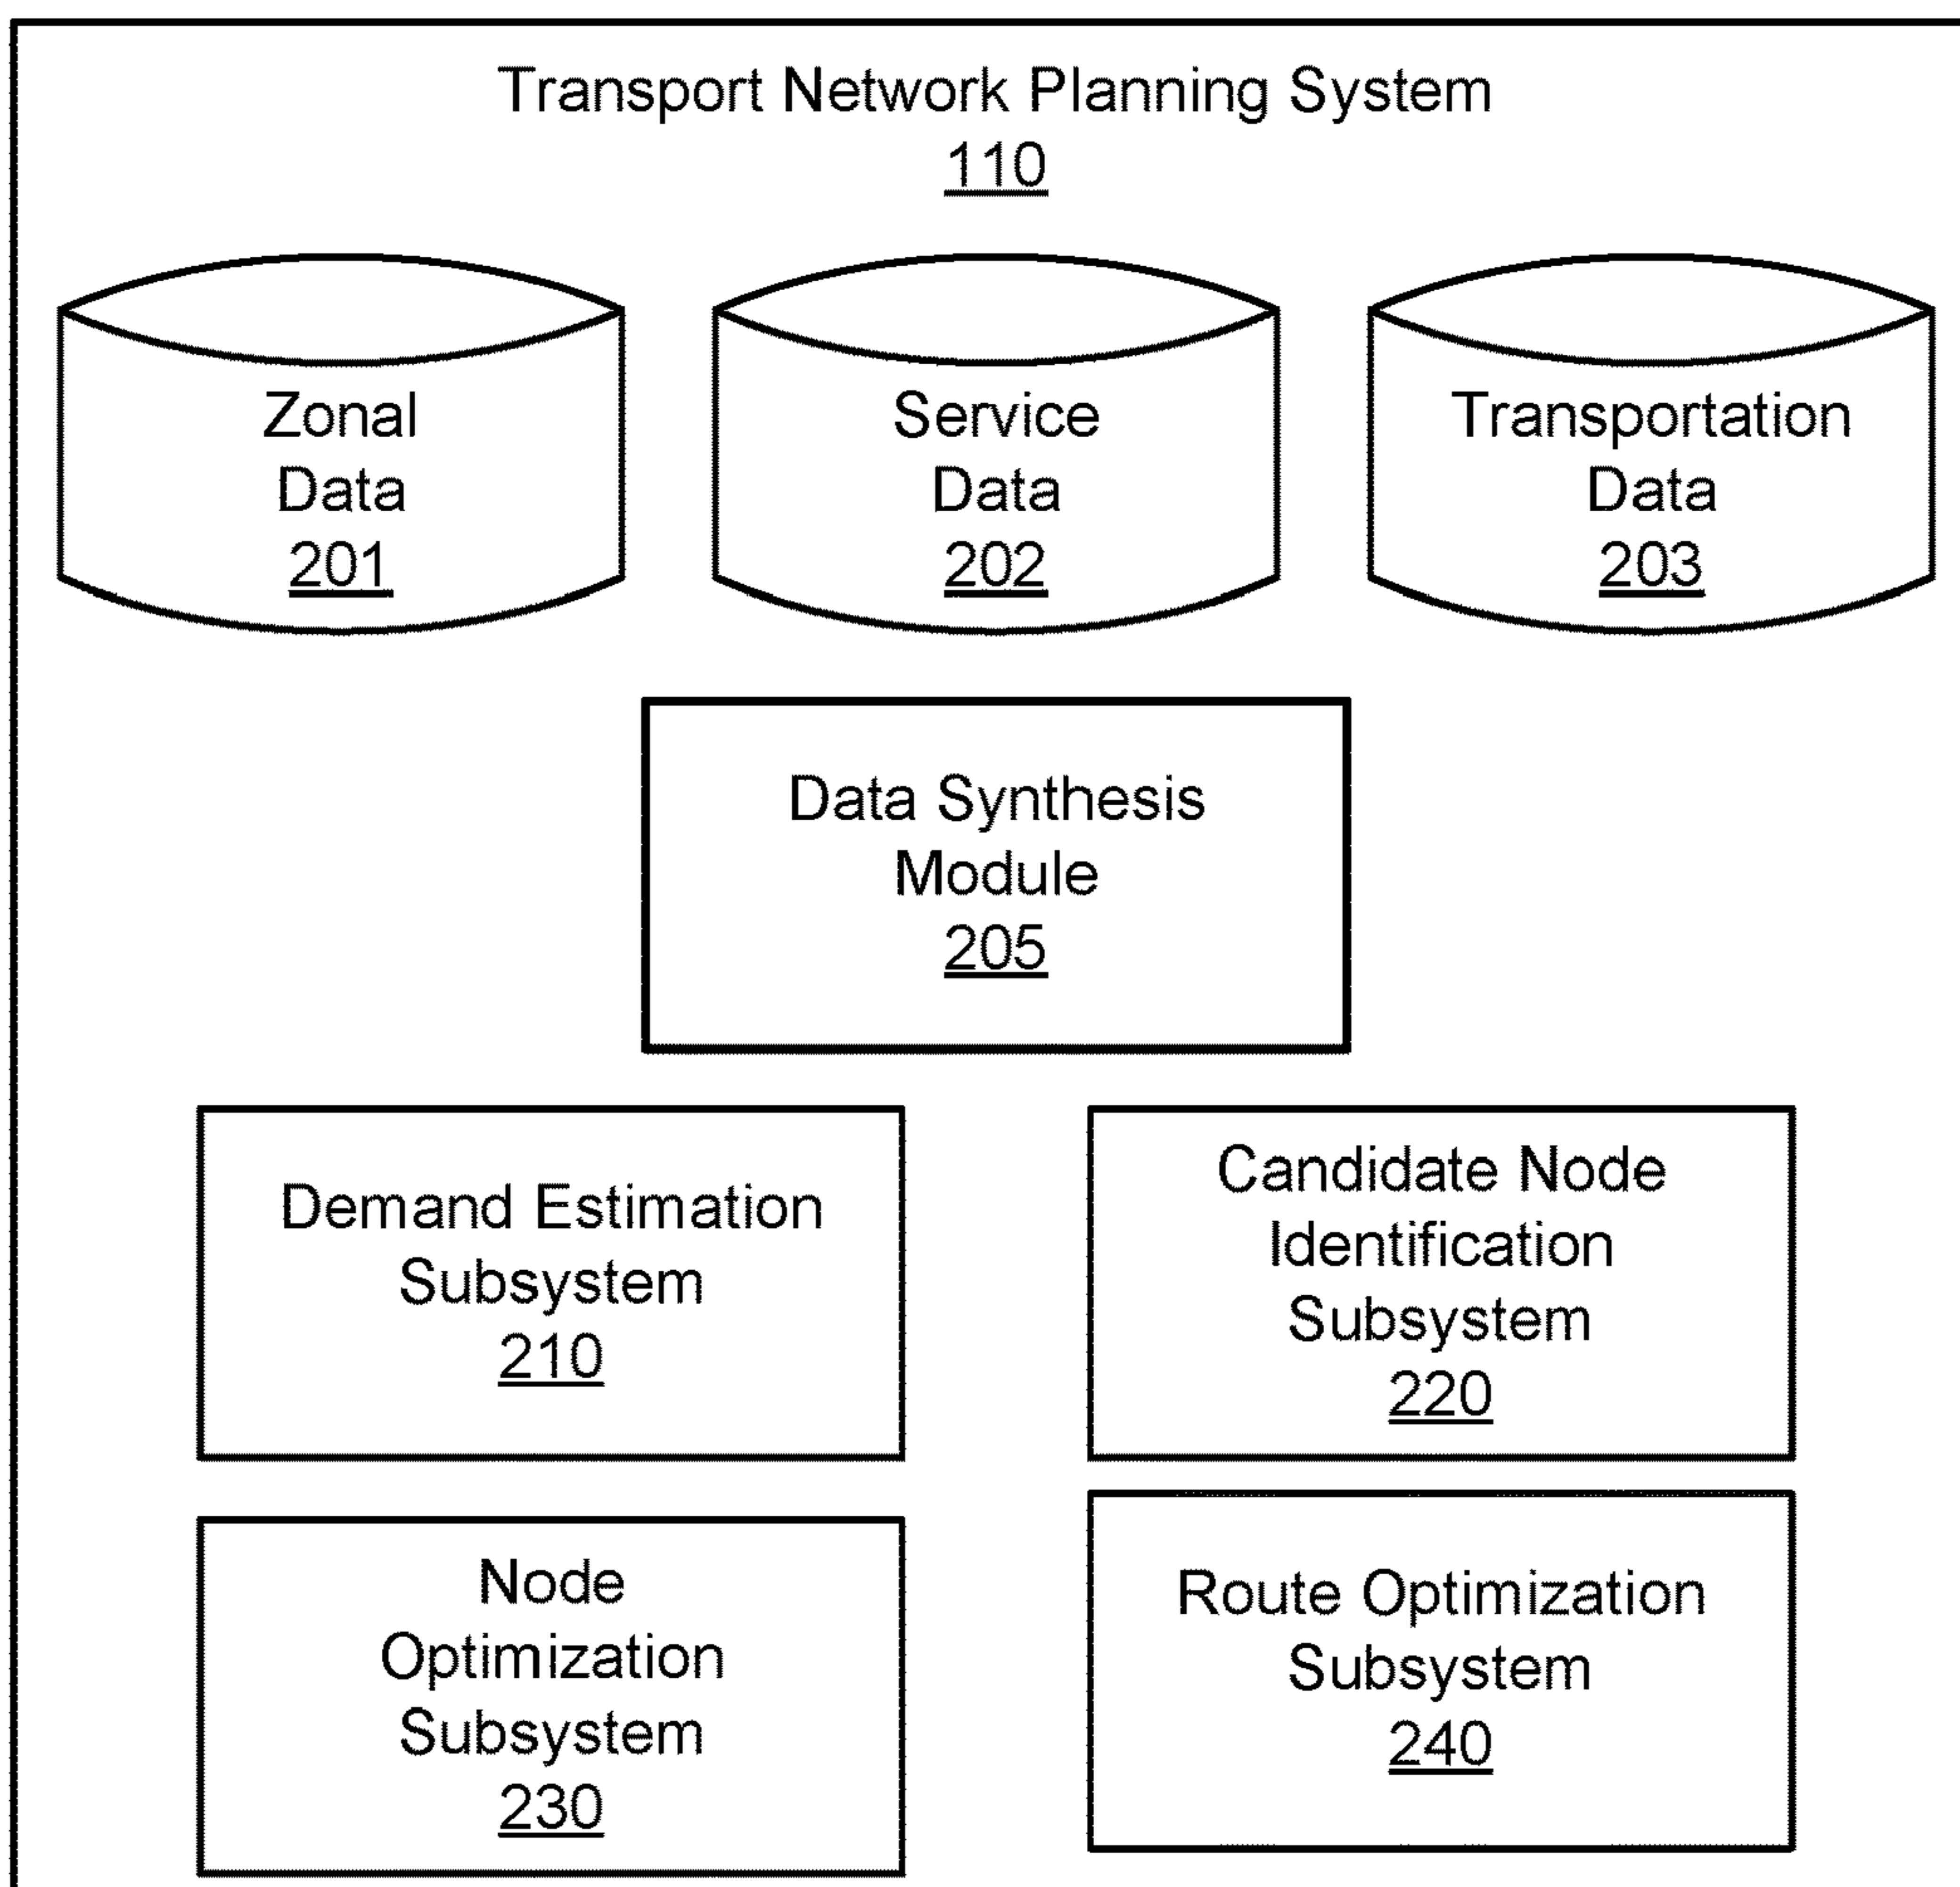 Transport Network Planning System
110
Zonal
Data
201
Service
Data
202
Transportation
Data
203
Data Synthesis
Module
205
Demand Estimation
Subsystem
210
Candidate Node
Identification
Subsystem
220
Node
Optimization
Subsystem
230
Route Optimization
Subsystem
240